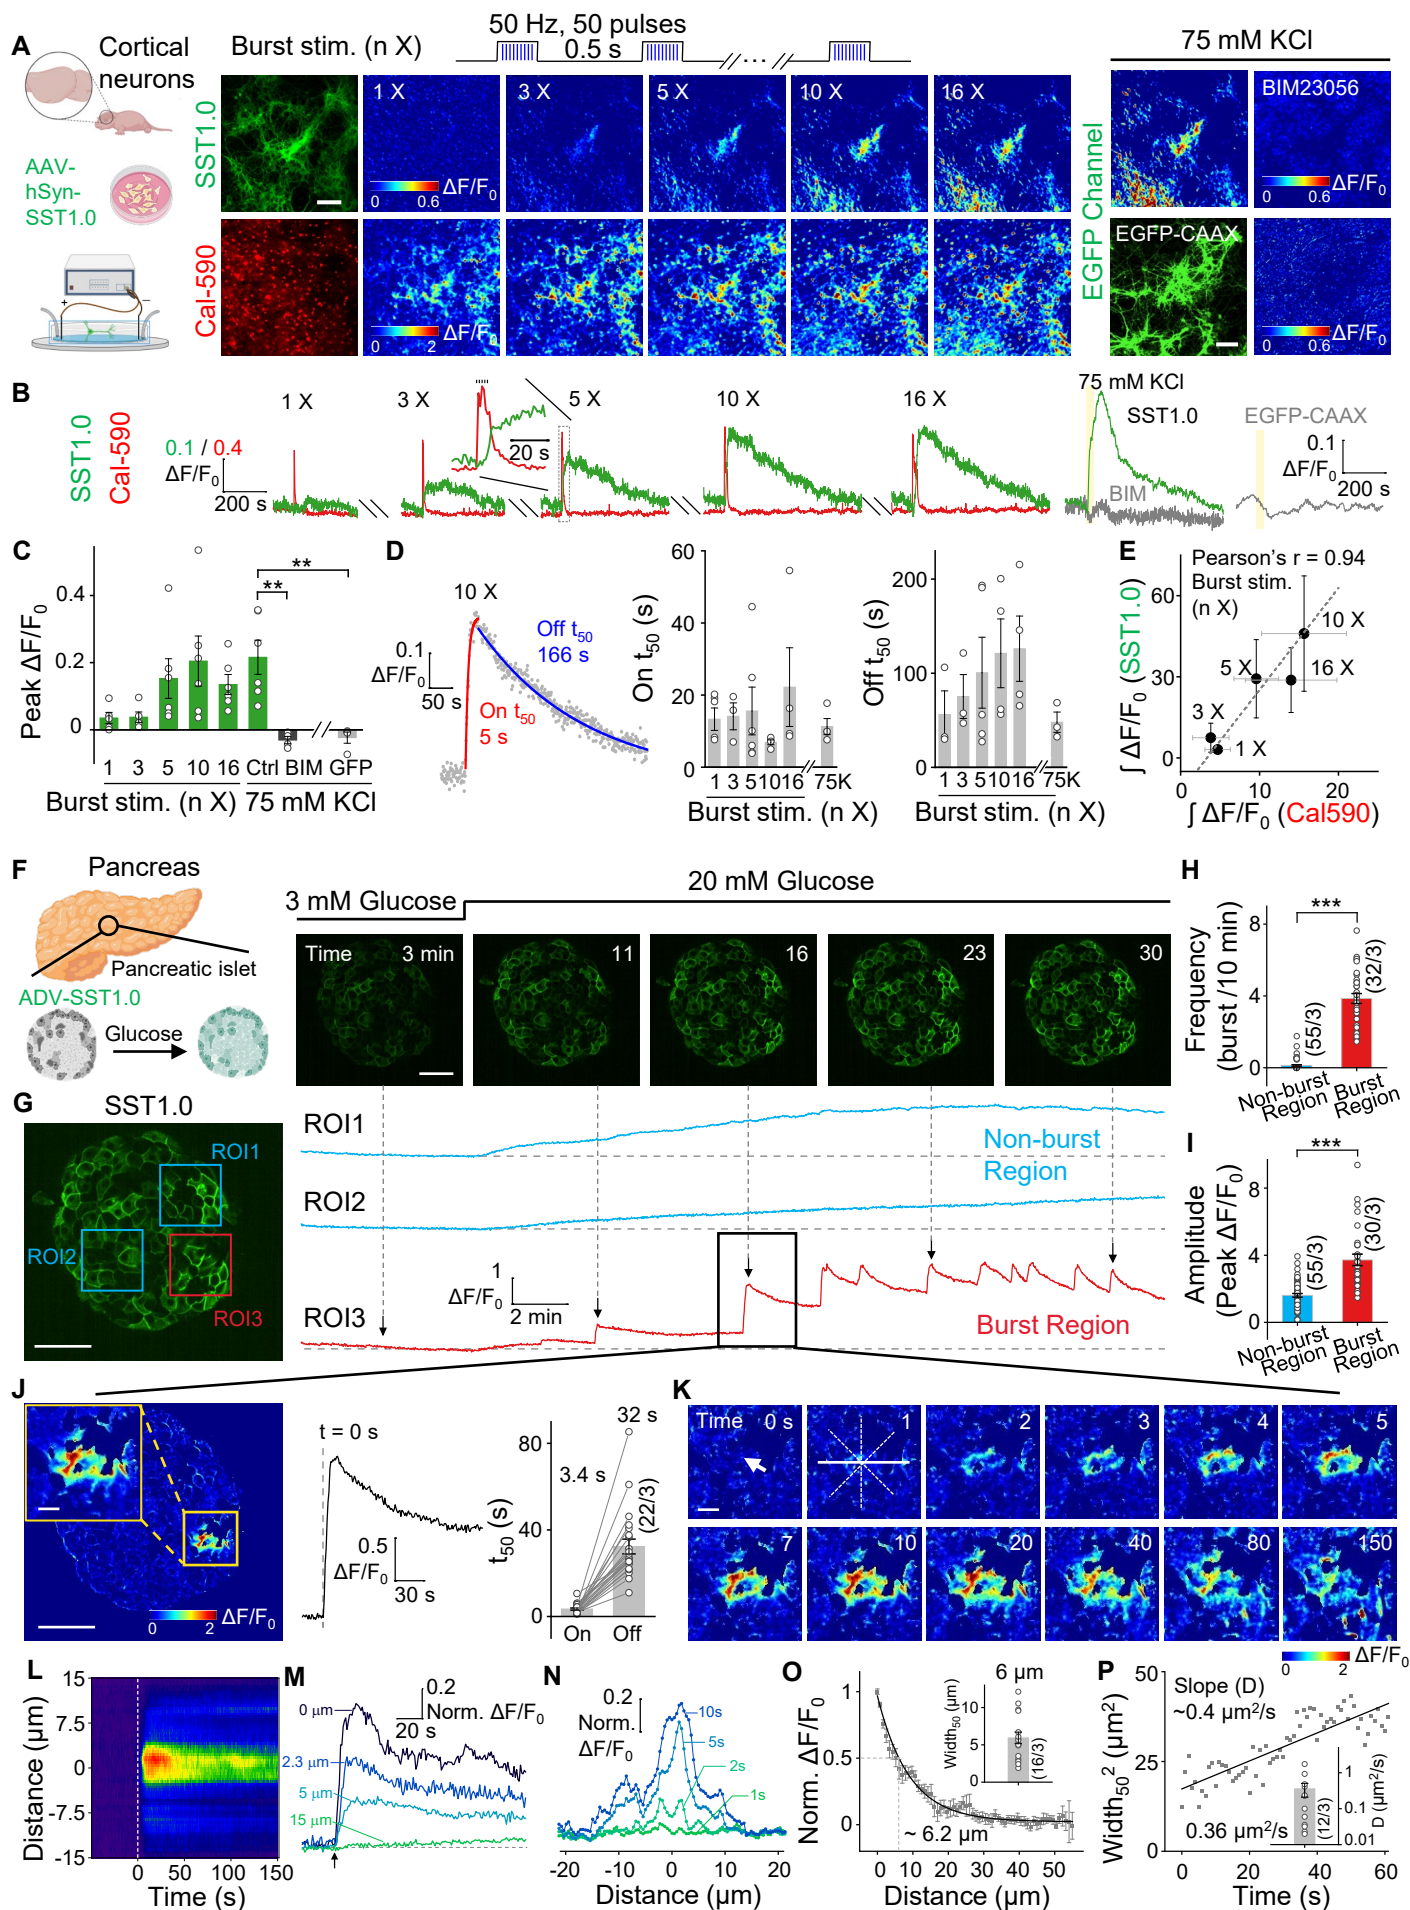 A
Cortical
neurons
Burst stim. (n X)
50 Hz, 50 pulses
0.5 s
75 mM KCl
AAV-
hSyn-
SST1.0
SST1.0
1 X
3 X
5 X
10 X
16 X
0 0.6 ΔF/F0
Cal-590
0 2 ΔF/F0
EGFP Channel
BIM23056
0 0.6 ΔF/F0
EGFP-CAAX
0 0.6 ΔF/F0
+ −
B
SST1.0
Cal-590
0.1 / 0.4
ΔF/F0
200 s
1 X
3 X
20 s
5 X
10 X
16 X
75 mM KCl
SST1.0
BIM
EGFP-CAAX
0.1
ΔF/F0
200 s
C
Peak ΔF/F0
0.4
0.2
0
**
**
1 3 5 10 16 Ctrl BIM GFP
Burst stim. (n X) 75 mM KCl
D
10 X
0.1
ΔF/F0
50 s
Off t50
166 s
On t50
5 s
On t50 (s)
60
40
20
0
1 3 5 10 16 75K
Burst stim. (n X)
Off t50 (s)
200
100
0
1 3 5 10 16 75K
Burst stim. (n X)
E
Pearson's r = 0.94
Burst stim.
(n X)
∫ ΔF/F0 (SST1.0)
60
30
0
10 X
5 X
16 X
3 X
1 X
0 10 20
∫ ΔF/F0 (Cal590)
F
Pancreas
Pancreatic islet
ADV-SST1.0
Glucose
3 mM Glucose
20 mM Glucose
Time 3 min
11
16
23
30
G
SST1.0
ROI1
ROI2
ROI3
ROI1
Non-burst
Region
ROI2
ROI3
1
ΔF/F0
2 min
Burst Region
H
Frequency
(burst /10 min)
8
4
0
***
(55/3)
(32/3)
Non-burst
Region
Burst
Region
I
Amplitude
(Peak ΔF/F0)
8
4
0
***
(55/3)
(30/3)
Non-burst
Region
Burst
Region
J
0 2 ΔF/F0
t = 0 s
0.5
ΔF/F0
30 s
t50 (s)
80
40
0
3.4 s
32 s
(22/3)
On Off
K
Time 0 s
1
2
3
4
5
7
10
20
40
80
150
0 2 ΔF/F0
L
Distance (µm)
15
7.5
0
-7.5
-15
0 50 100 150
Time (s)
M
0.2
Norm. ΔF/F0
20 s
0 µm
2.3 µm
5 µm
15 µm
N
0.2
Norm.
ΔF/F0
10s
5s
2s
1s
-20 -10 0 10 20
Distance (µm)
O
Norm. ΔF/F0
1
0.5
0
6 µm
Width50 (µm)
10
5
0
(16/3)
~ 6.2 µm
0 10 20 30 40 50
Distance (µm)
P
Width50² (µm²)
50
25
0
Slope (D)
~0.4 µm²/s
0.36 µm²/s
(12/3)
D (µm²/s)
1
0.1
0.01
0 20 40 60
Time (s)